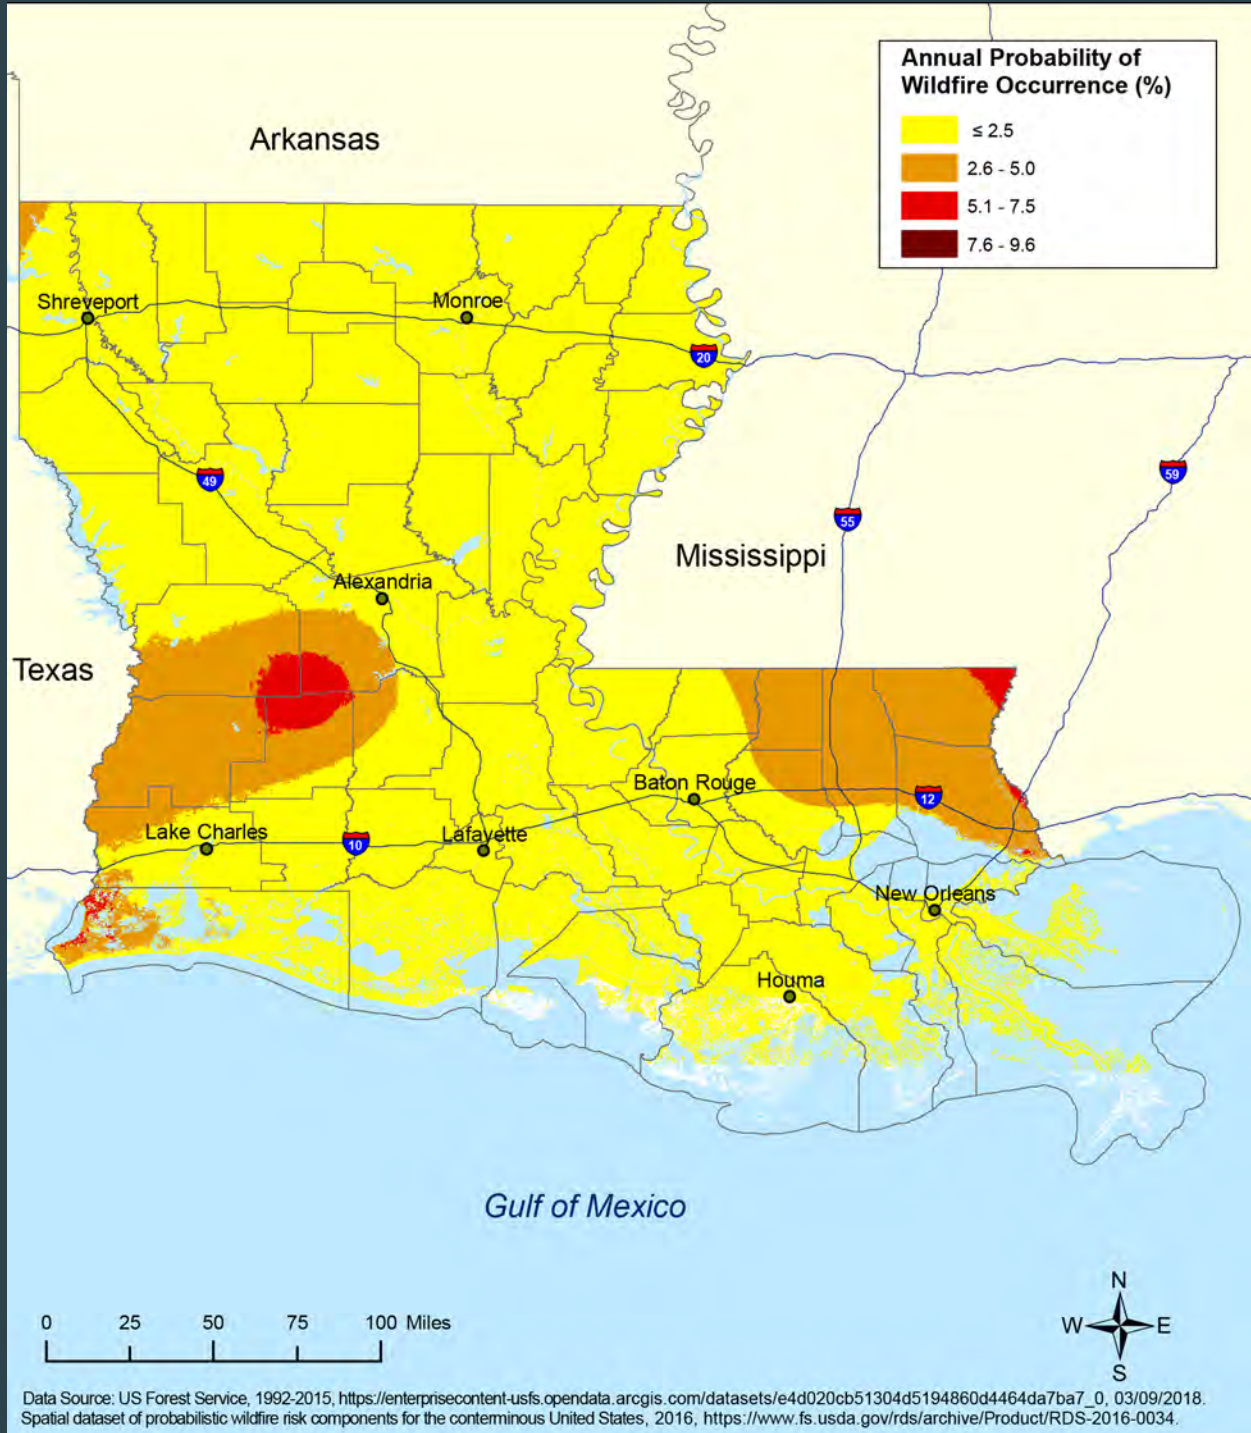 Annual Probability of
Wildfire Occurrence (%)
≤ 2.5
2.6 - 5.0
5.1 - 7.5
7.6 - 9.6
Arkansas
Shreveport
Monroe
20
49
59
55
Mississippi
Alexandria
Texas
Baton Rouge
12
Lake Charles
10
Lafayette
New Orleans
Houma
Gulf of Mexico
N
W E
S
0 25 50 75 100 Miles
Data Source: US Forest Service, 1992-2015, https://enterprisecontent-usfs.opendata.arcgis.com/datasets/e4d020cb51304d5194860d4464da7ba7_0, 03/09/2018.
Spatial dataset of probabilistic wildfire risk components for the conterminous United States, 2016, https://www.fs.usda.gov/rds/archive/Product/RDS-2016-0034.